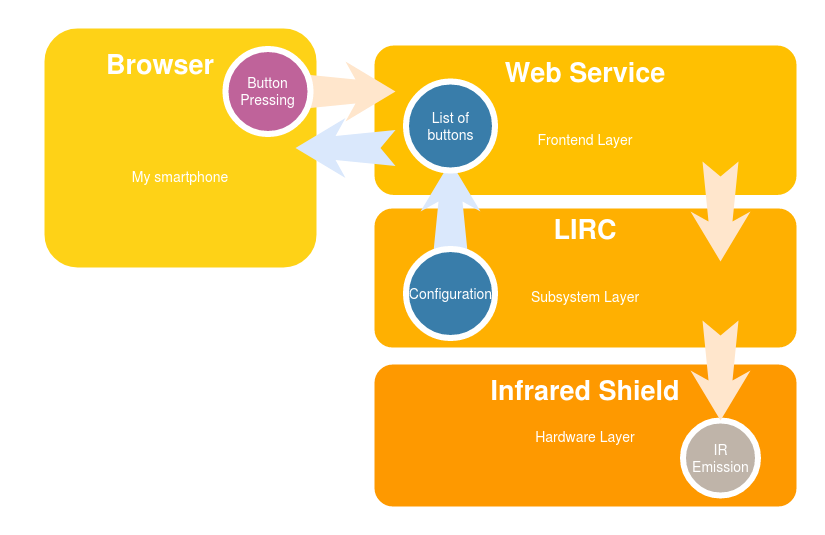 Browser
Button
Pressing
My smartphone
Web Service
List of
buttons
Frontend Layer
LIRC
Configuration
Subsystem Layer
Infrared Shield
Hardware Layer
IR
Emission